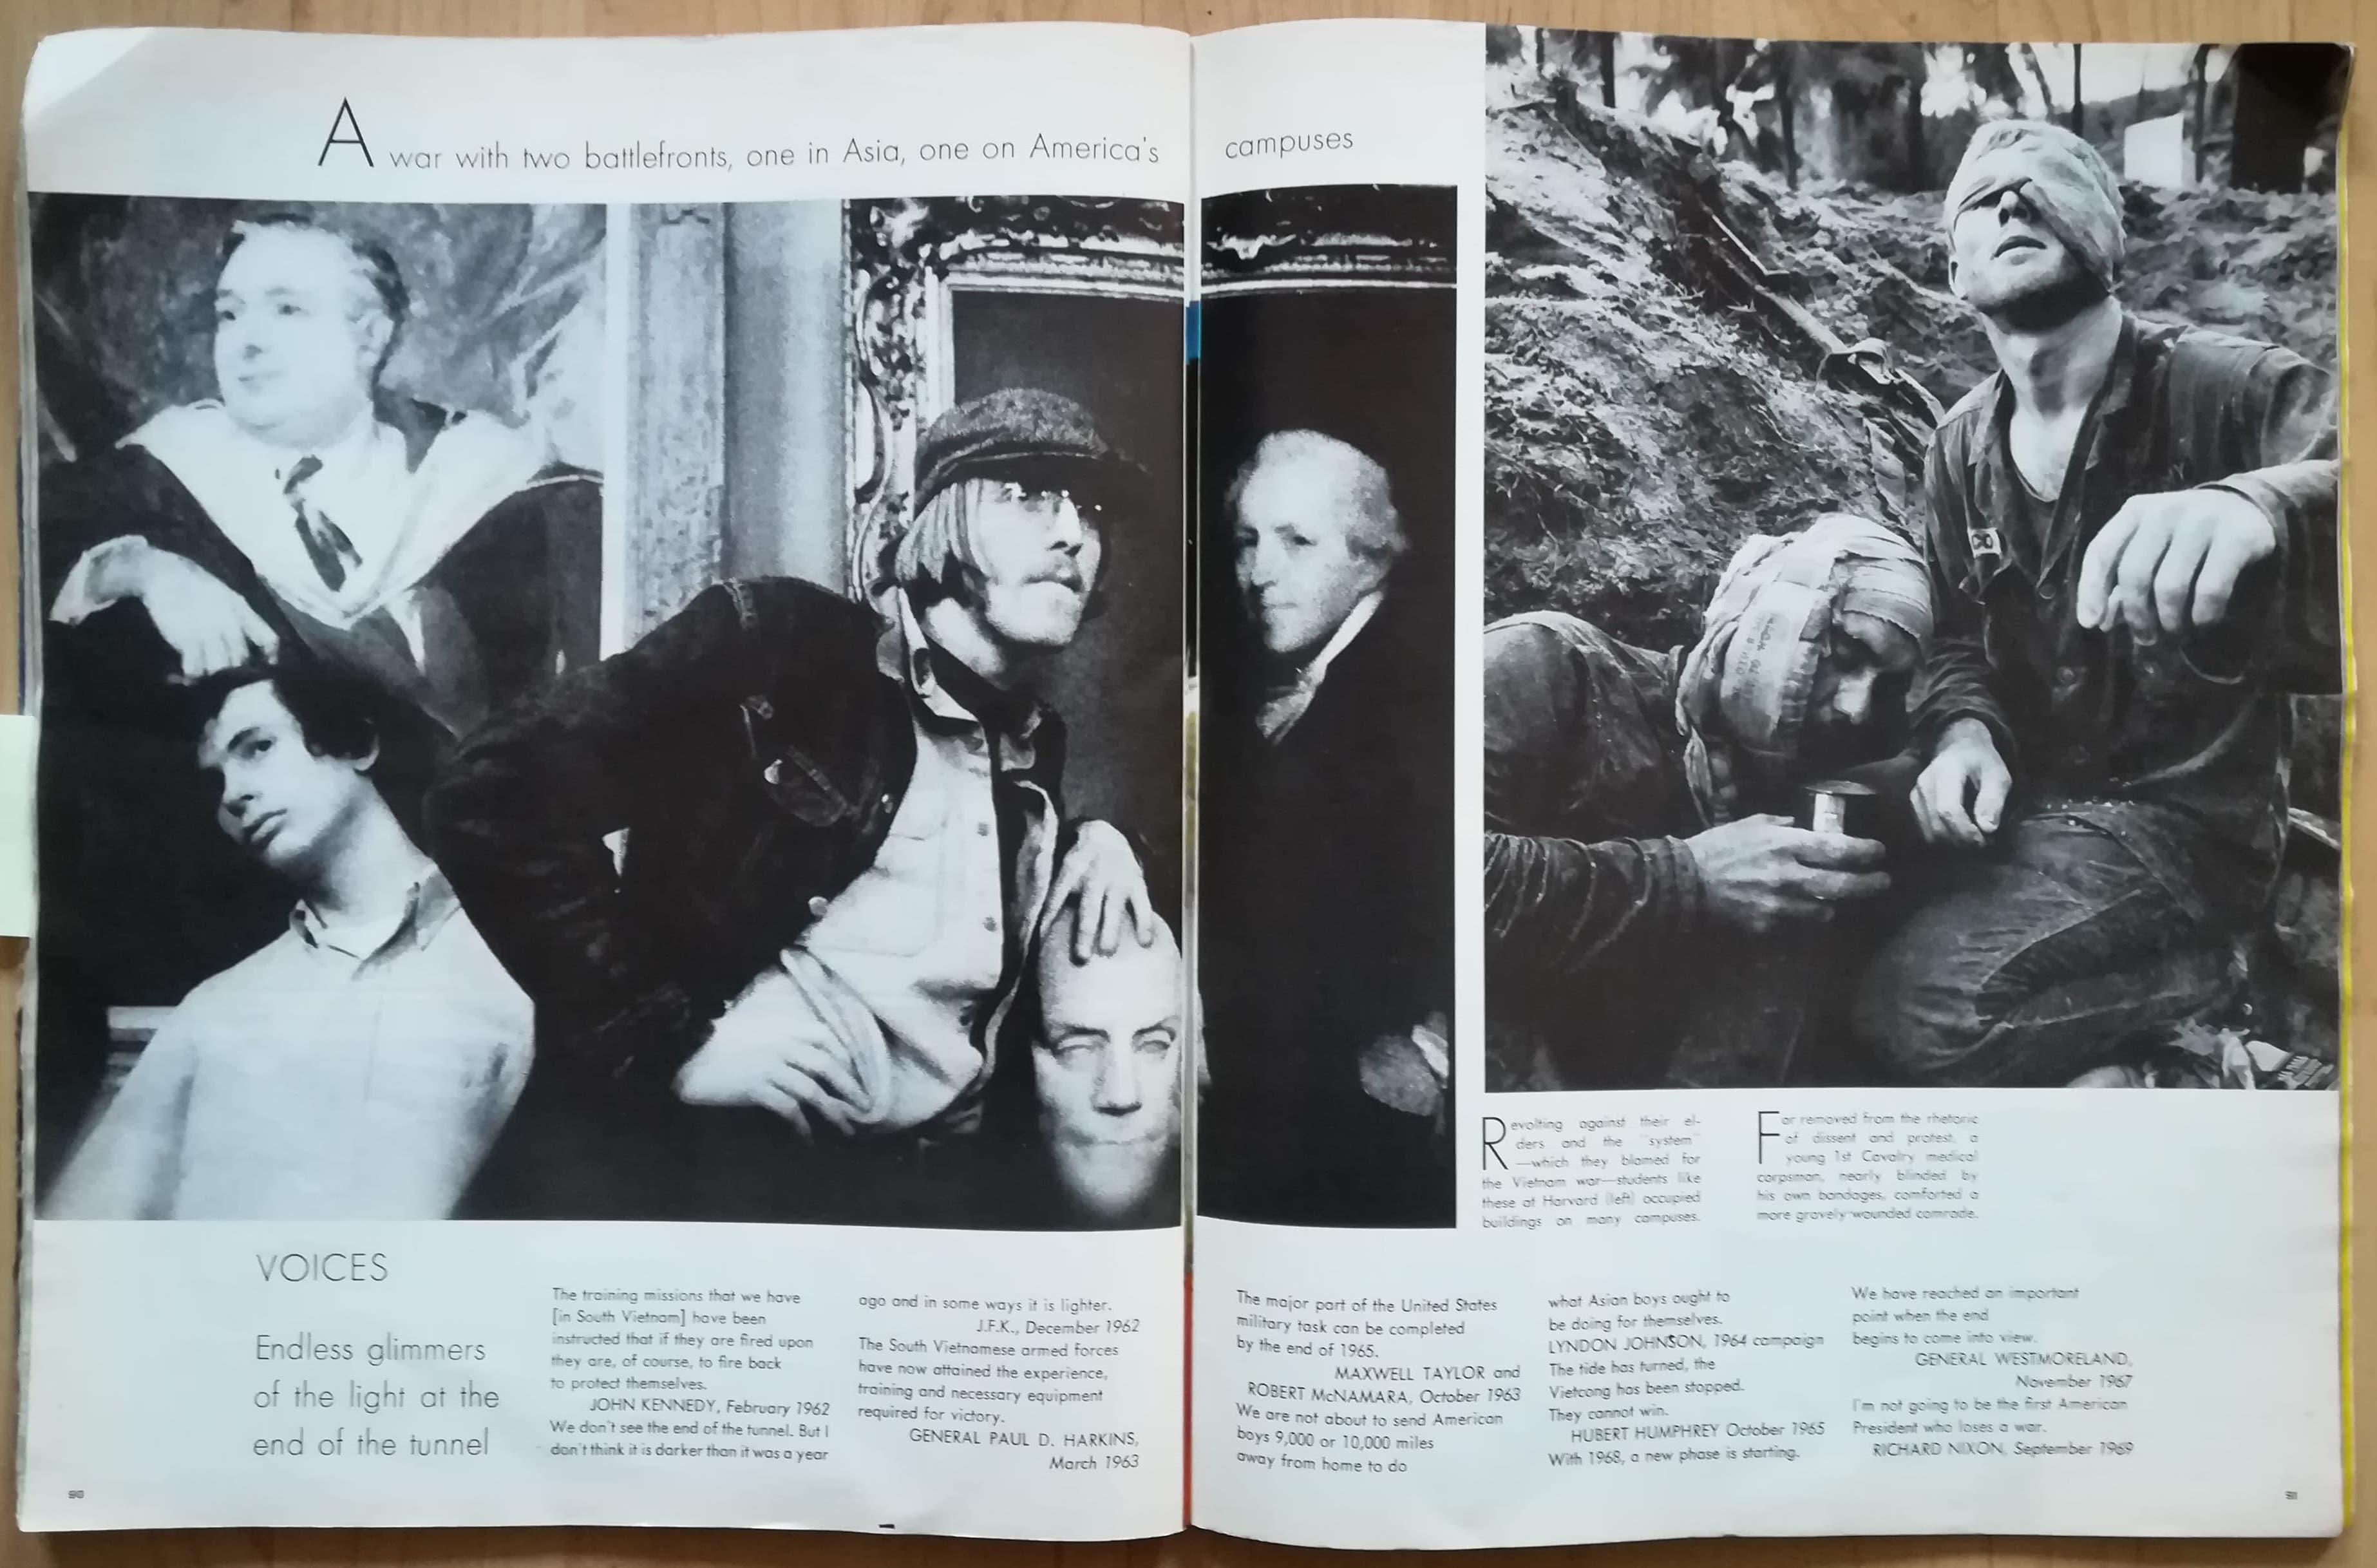 A war with two battlefronts, one in Asia, one on America's campuses
Revolting against their el-
ders and the "system"
—which they blamed for
the Vietnam war—students like
these at Harvard (left) occupied
buildings on many campuses.
Far removed from the rhetoric
of dissent and protest, a
young 1st Cavalry medical
corpsman, nearly blinded by
his own bandages, comforted a
more gravely wounded comrade.
VOICES
Endless glimmers
of the light at the
end of the tunnel
The training missions that we have
[in South Vietnam] have been
instructed that if they are fired upon
they are, of course, to fire back
to protect themselves.
JOHN KENNEDY, February 1962
We don't see the end of the tunnel. But I
don't think it is darker than it was a year
ago and in some ways it is lighter.
J.F.K., December 1962
The South Vietnamese armed forces
have now attained the experience,
training and necessary equipment
required for victory.
GENERAL PAUL D. HARKINS,
March 1963
The major part of the United States
military task can be completed
by the end of 1965.
MAXWELL TAYLOR and
ROBERT McNAMARA, October 1963
We are not about to send American
boys 9,000 or 10,000 miles
away from home to do
what Asian boys ought to
be doing for themselves.
LYNDON JOHNSON, 1964 campaign
The tide has turned, the
Vietcong has been stopped.
They cannot win.
HUBERT HUMPHREY October 1965
With 1968, a new phase is starting.
We have reached an important
point when the end
begins to come into view.
GENERAL WESTMORELAND,
November 1967
I'm not going to be the first American
President who loses a war.
RICHARD NIXON, September 1969
90
91